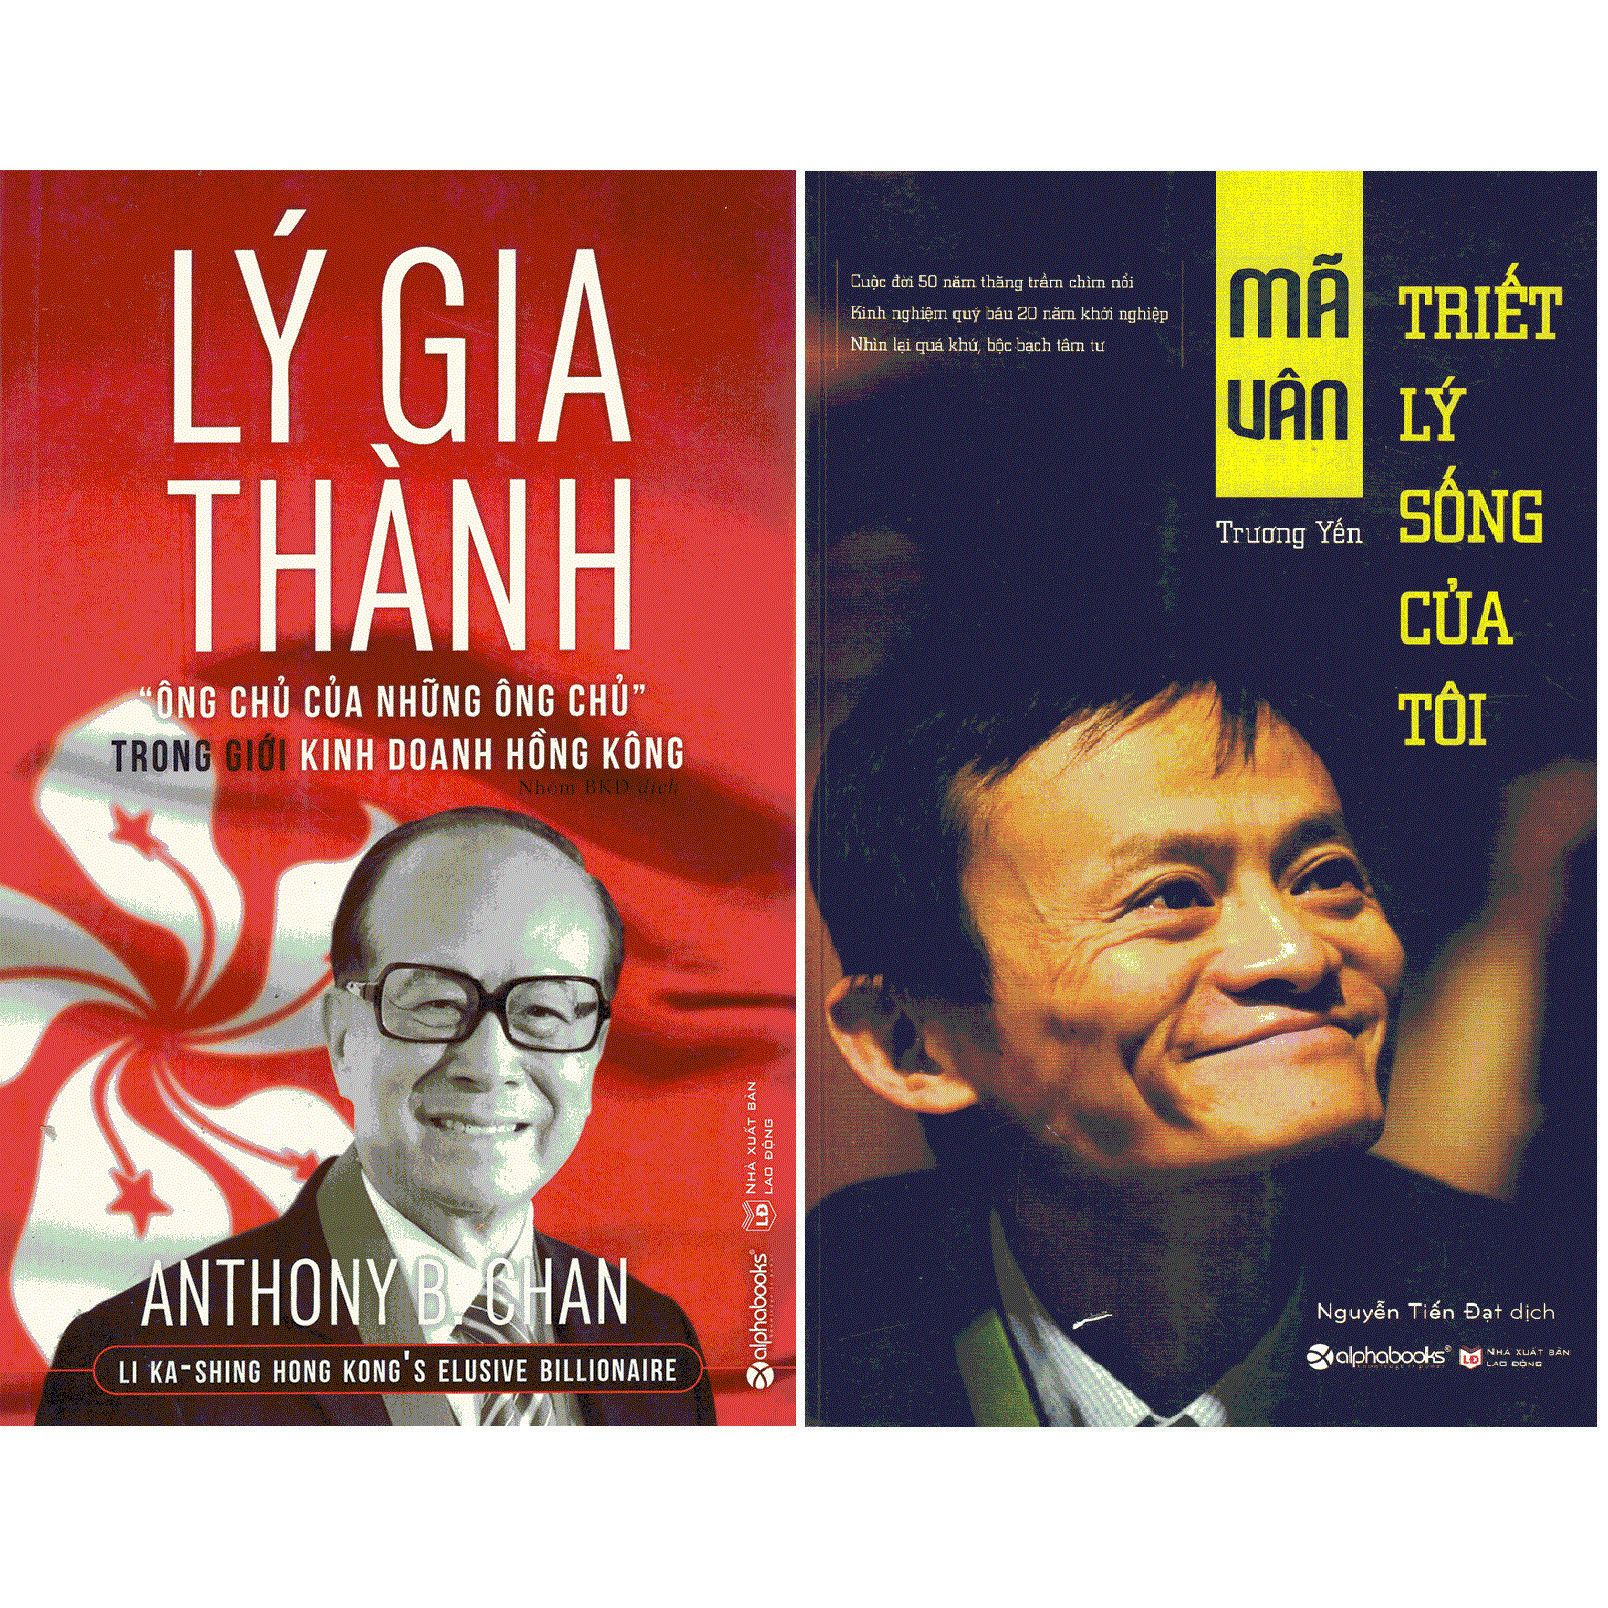 LÝ GIA
THÀNH
“ÔNG CHỦ CỦA NHỮNG ÔNG CHỦ”
TRONG GIỚI KINH DOANH HỒNG KÔNG
Nhóm BKD dịch
ANTHONY B. CHAN
LI KA-SHING HONG KONG'S ELUSIVE BILLIONAIRE
alphabooks®
LĐ
NHÀ XUẤT BẢN
LAO ĐỘNG
Cuộc đời 50 năm thăng trầm chìm nổi
Kinh nghiệm quý báu 20 năm khởi nghiệp
Nhìn lại quá khứ, bộc bạch tâm tư
MÃ
VÂN
Trương Yến
TRIẾT
LÝ
SỐNG
CỦA
TÔI
Nguyễn Tiến Đạt dịch
alphabooks®
LĐ
NHÀ XUẤT BẢN
LAO ĐỘNG